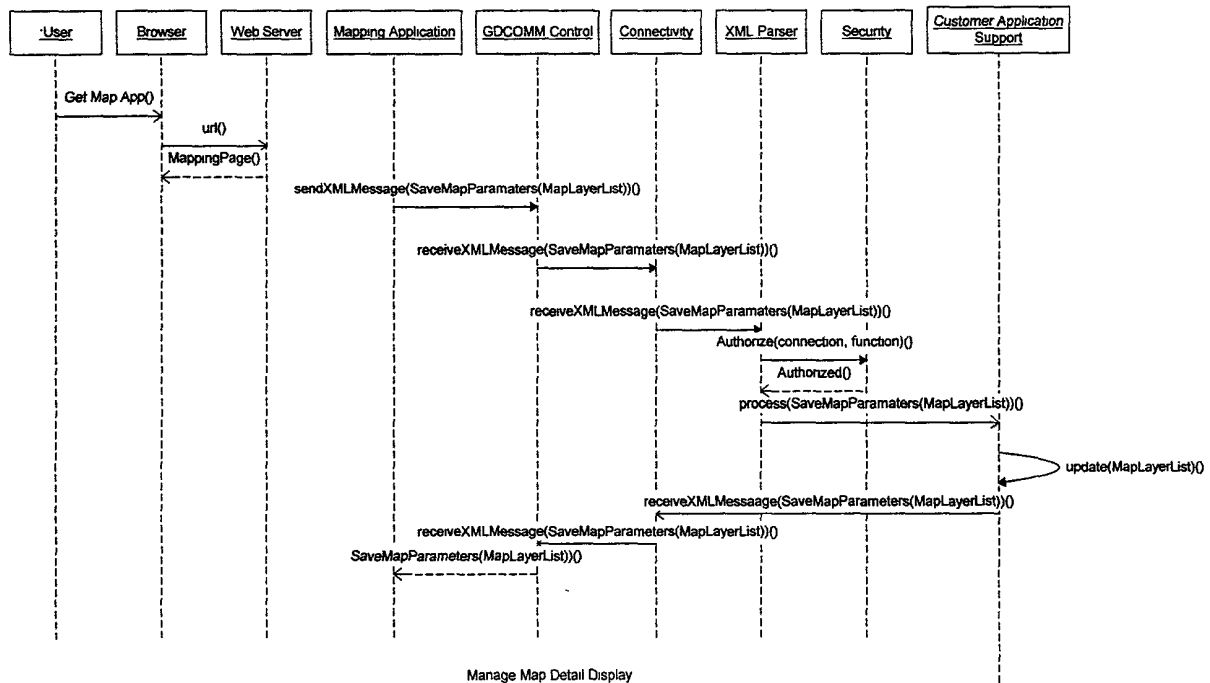 :User
Browser
Web Server
Mapping Application
GDCOMM Control
Connectivity
XML Parser
Security
Customer Application
Support
Get Map App()
url()
MappingPage()
sendXMLMessage(SaveMapParamaters(MapLayerList))()
receiveXMLMessage(SaveMapParamaters(MapLayerList))()
receiveXMLMessage(SaveMapParamaters(MapLayerList))()
Authorize(connection, function)()
Authorized()
process(SaveMapParamaters(MapLayerList))()
update(MapLayerList)()
receiveXMLMessaage(SaveMapParameters(MapLayerList))()
receiveXMLMessage(SaveMapParameters(MapLayerList))()
SaveMapParameters(MapLayerList))()
Manage Map Detail Display